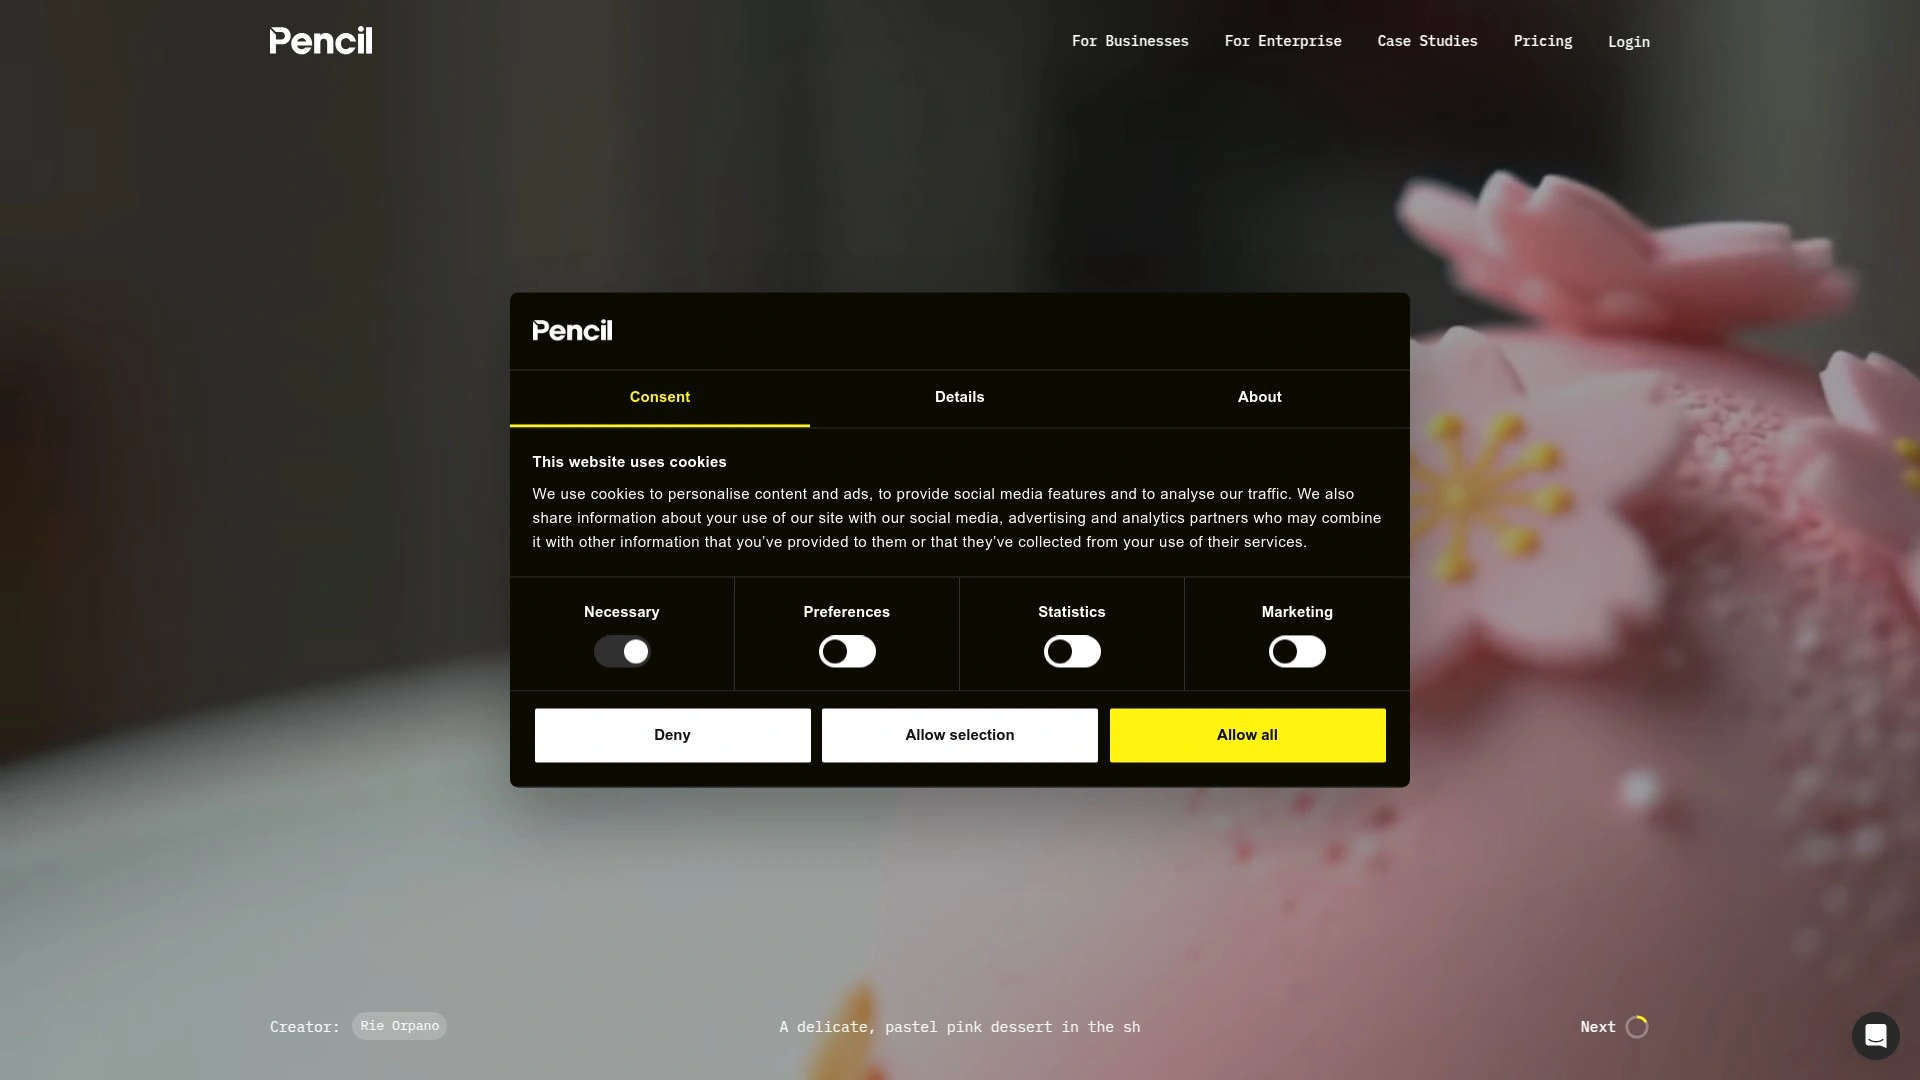 Pencil
For Businesses
For Enterprise
Case Studies
Pricing
Login
Pencil
Consent
Details
About
This website uses cookies
We use cookies to personalise content and ads, to provide social media features and to analyse our traffic. We also
share information about your use of our site with our social media, advertising and analytics partners who may combine
it with other information that you’ve provided to them or that they’ve collected from your use of their services.
Necessary
Preferences
Statistics
Marketing
Deny
Allow selection
Allow all
Creator: Rie Orpano
A delicate, pastel pink dessert in the sh
Next